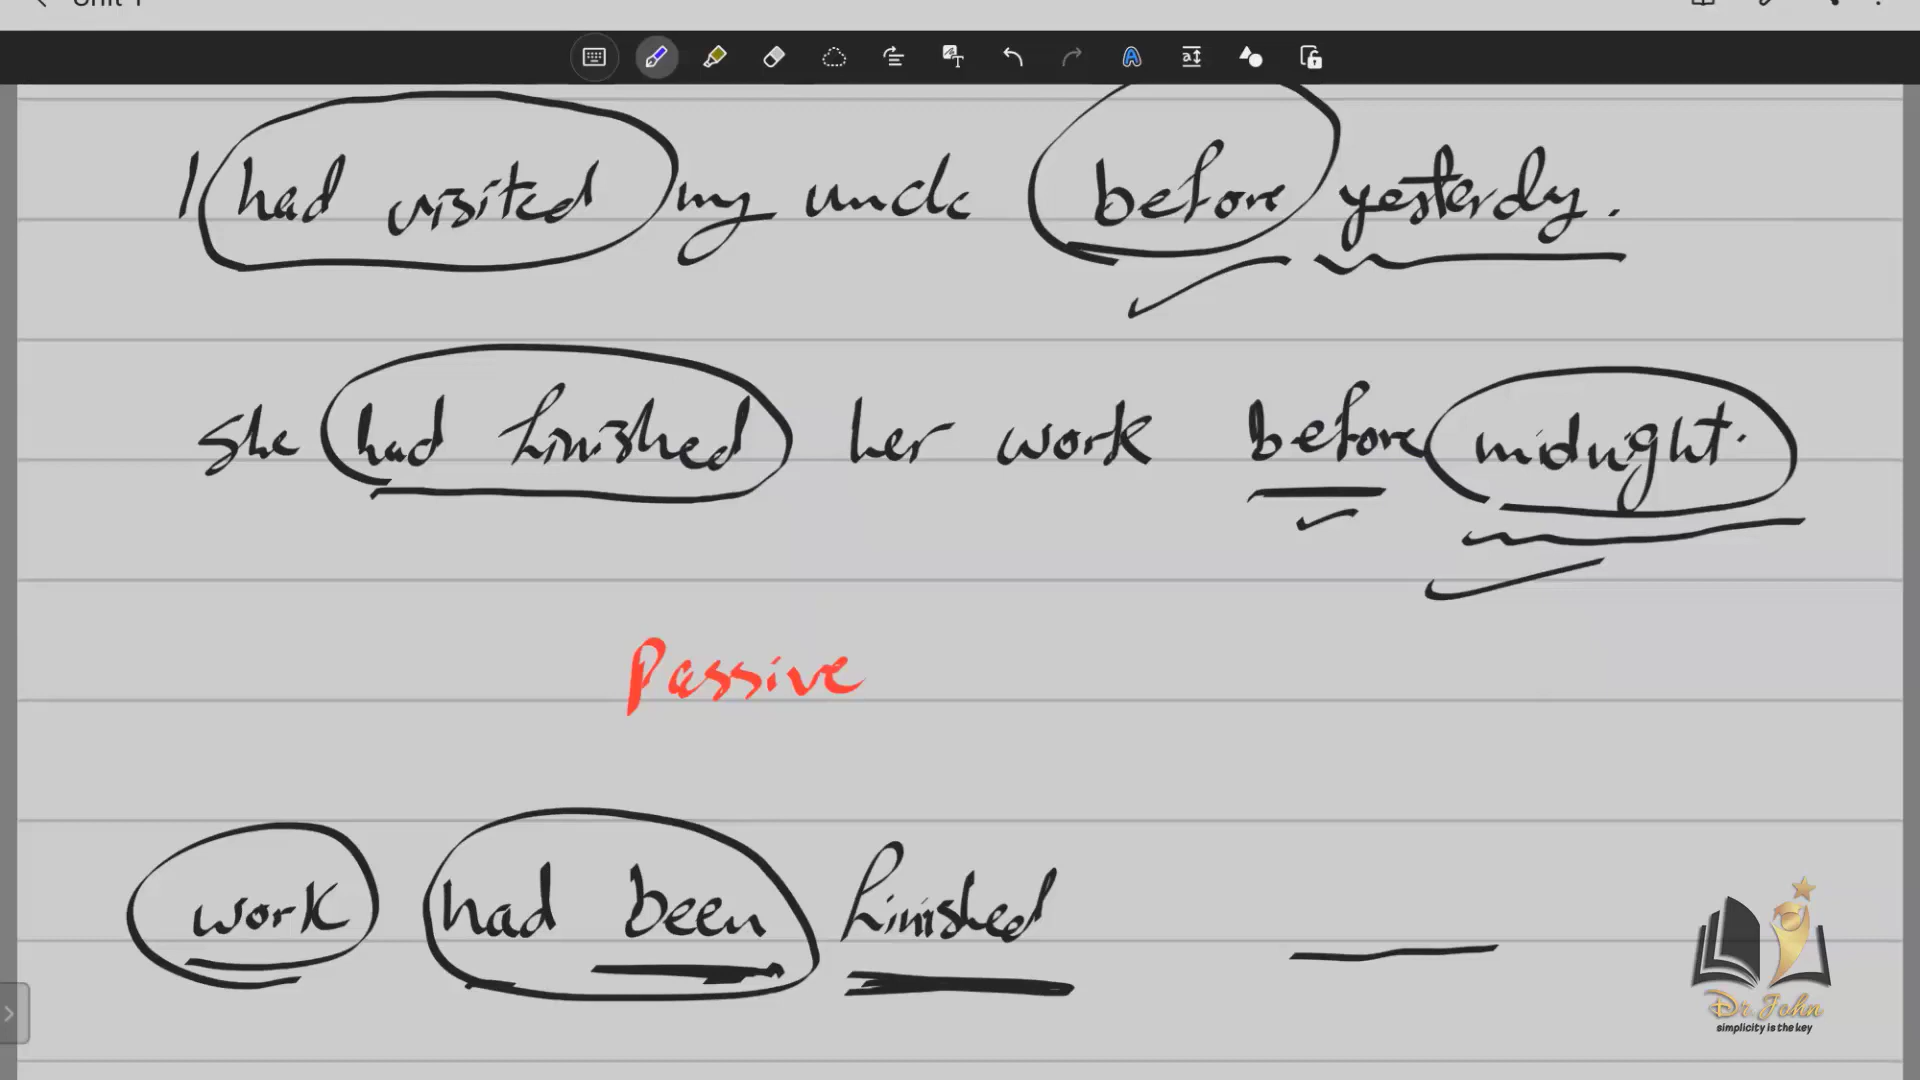 I had visited my uncle before yesterday.
she had finished her work before midnight.
Passive
work had been finished
Dr. John
simplicity is the key